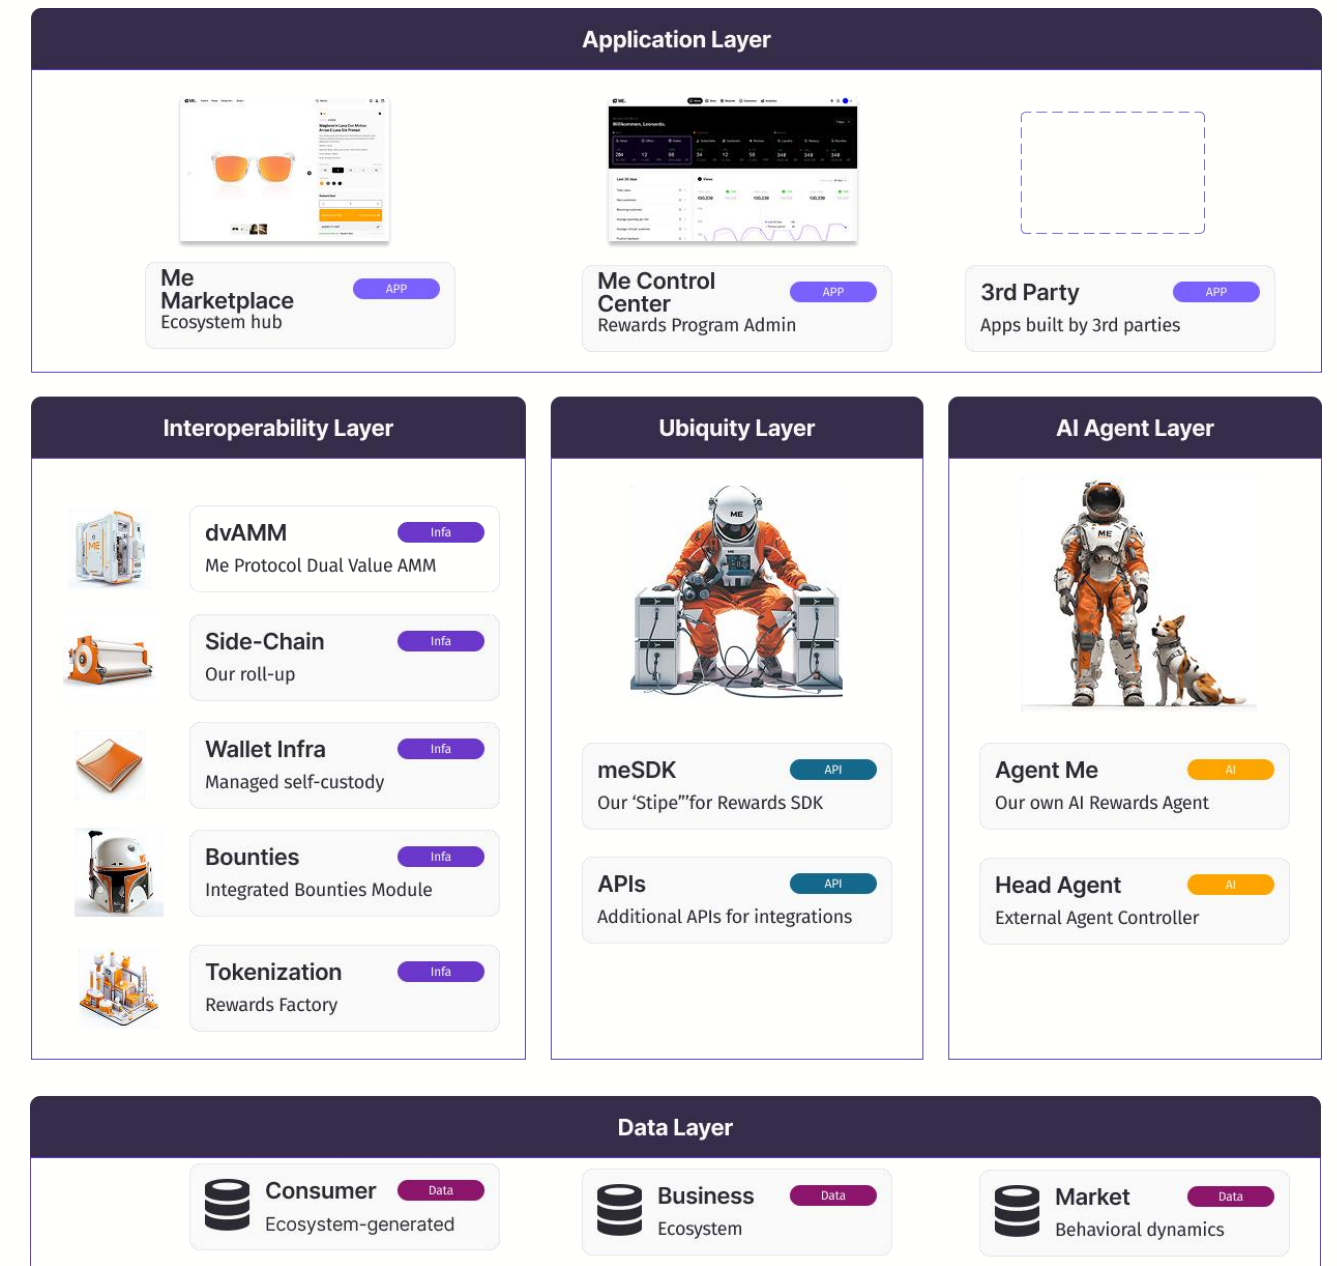 Application Layer
ME.
Willkommen, Leonardo.
Me
Marketplace
APP
Ecosystem hub
Me Control
Center
APP
Rewards Program Admin
3rd Party
APP
Apps built by 3rd parties
Interoperability Layer
dvAMM
Infa
Me Protocol Dual Value AMM
Side-Chain
Infa
Our roll-up
Wallet Infra
Infa
Managed self-custody
Bounties
Infa
Integrated Bounties Module
Tokenization
Infa
Rewards Factory
Ubiquity Layer
ME
meSDK
API
Our ‘Stipe”’for Rewards SDK
APIs
API
Additional APIs for integrations
AI Agent Layer
ME
Agent Me
AI
Our own AI Rewards Agent
Head Agent
AI
External Agent Controller
Data Layer
Consumer
Data
Ecosystem-generated
Business
Data
Ecosystem
Market
Data
Behavioral dynamics